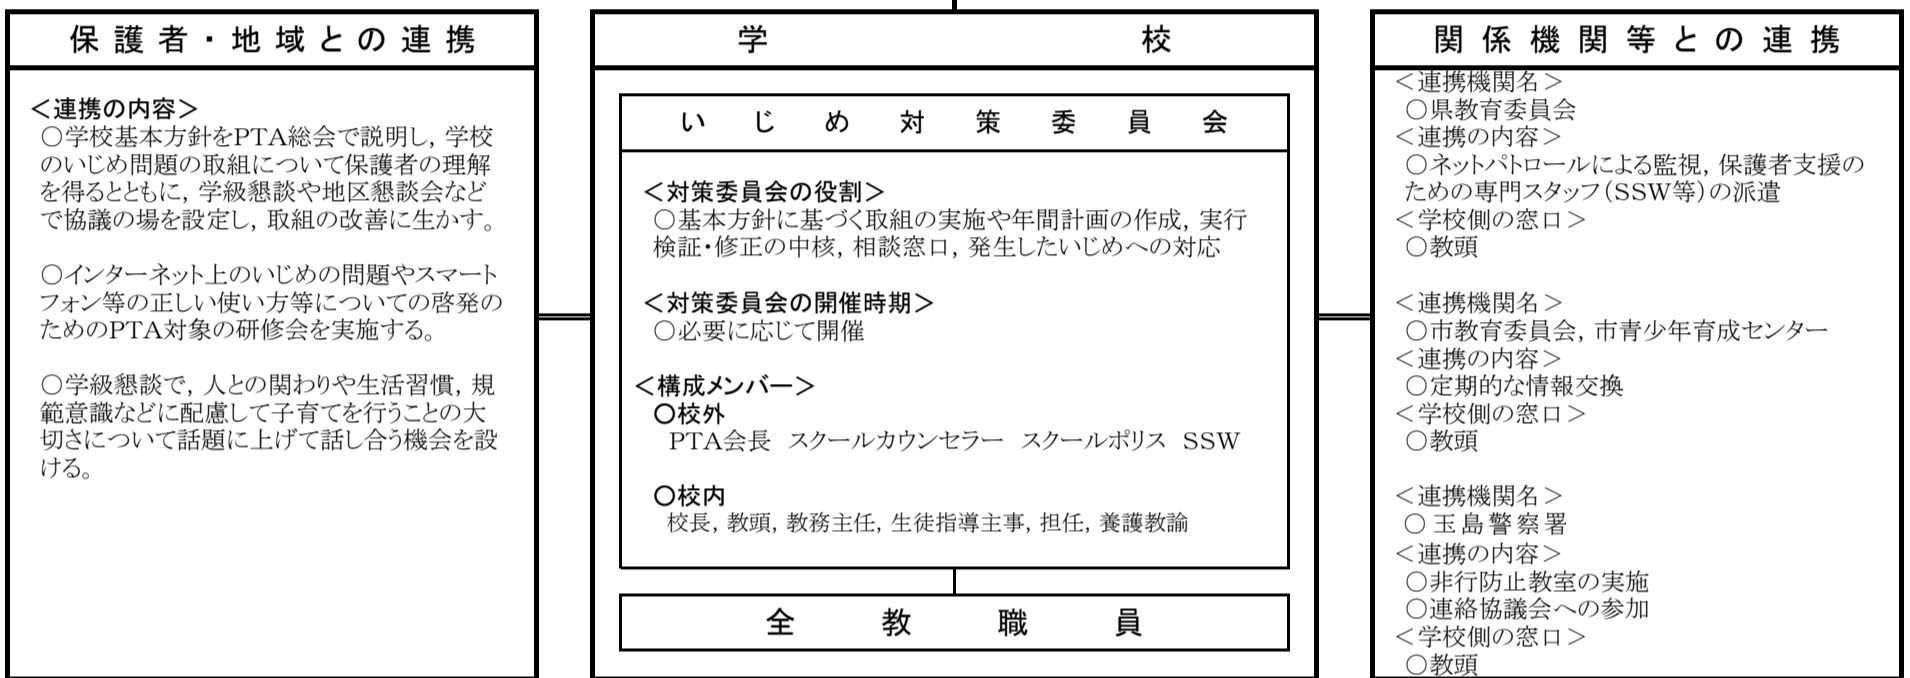 保護者・地域との連携
＜連携の内容＞
○学校基本方針をPTA総会で説明し，学校
のいじめ問題の取組について保護者の理解
を得るとともに，学級懇談や地区懇談会など
で協議の場を設定し，取組の改善に生かす。
○インターネット上のいじめの問題やスマート
フォン等の正しい使い方等についての啓発の
ためのPTA対象の研修会を実施する。
○学級懇談で，人との関わりや生活習慣，規
範意識などに配慮して子育てを行うことの大
切さについて話題に上げて話し合う機会を設
ける。
学校
いじめ対策委員会
＜対策委員会の役割＞
○基本方針に基づく取組の実施や年間計画の作成，実行
検証・修正の中核，相談窓口，発生したいじめへの対応
＜対策委員会の開催時期＞
○必要に応じて開催
＜構成メンバー＞
○校外
PTA会長　スクールカウンセラー　スクールポリス　SSW
○校内
校長，教頭，教務主任，生徒指導主事，担任，養護教諭
全教職員
関係機関等との連携
＜連携機関名＞
○県教育委員会
＜連携の内容＞
○ネットパトロールによる監視，保護者支援の
ための専門スタッフ（SSW等）の派遣
＜学校側の窓口＞
○教頭
＜連携機関名＞
○市教育委員会，市青少年育成センター
＜連携の内容＞
○定期的な情報交換
＜学校側の窓口＞
○教頭
＜連携機関名＞
○玉島警察署
＜連携の内容＞
○非行防止教室の実施
○連絡協議会への参加
＜学校側の窓口＞
○教頭